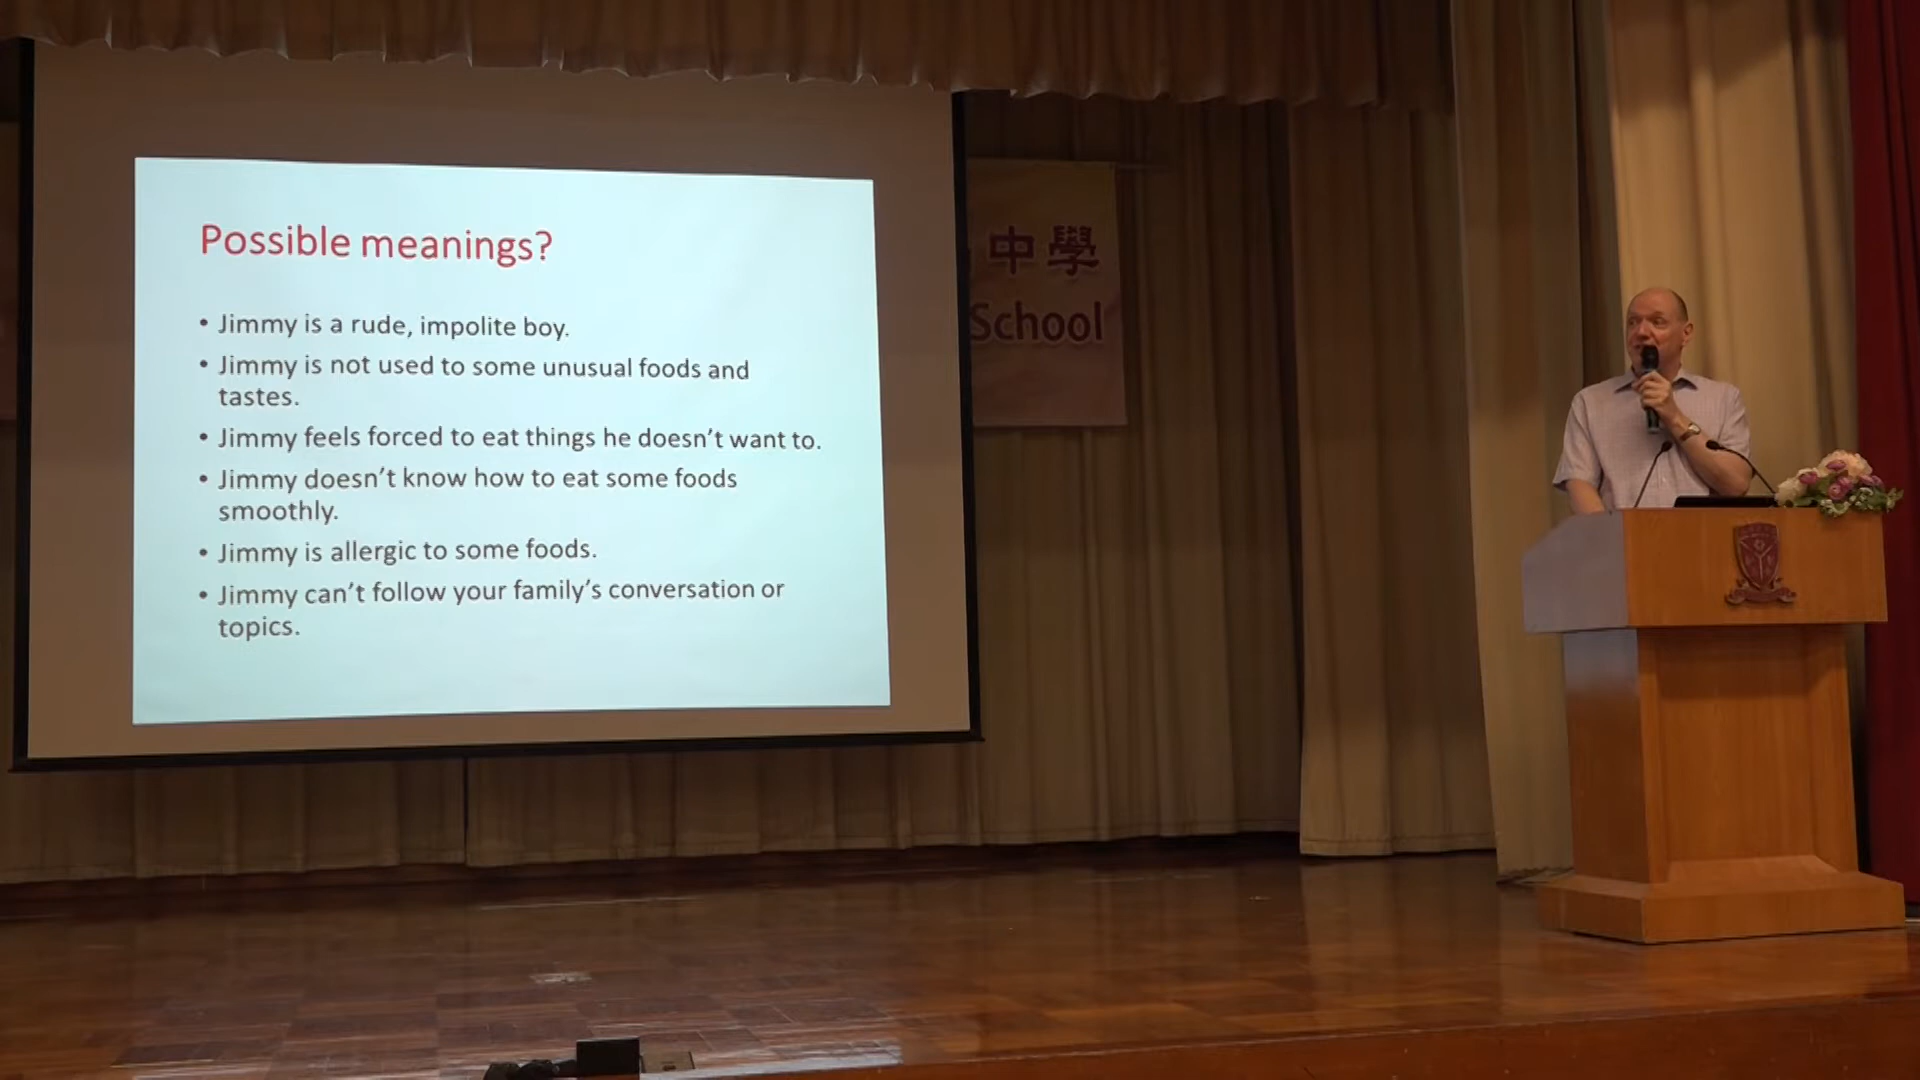 Possible meanings?
• Jimmy is a rude, impolite boy.
• Jimmy is not used to some unusual foods and
tastes.
• Jimmy feels forced to eat things he doesn't want to.
• Jimmy doesn't know how to eat some foods
smoothly.
• Jimmy is allergic to some foods.
• Jimmy can't follow your family's conversation or
topics.
中學
School